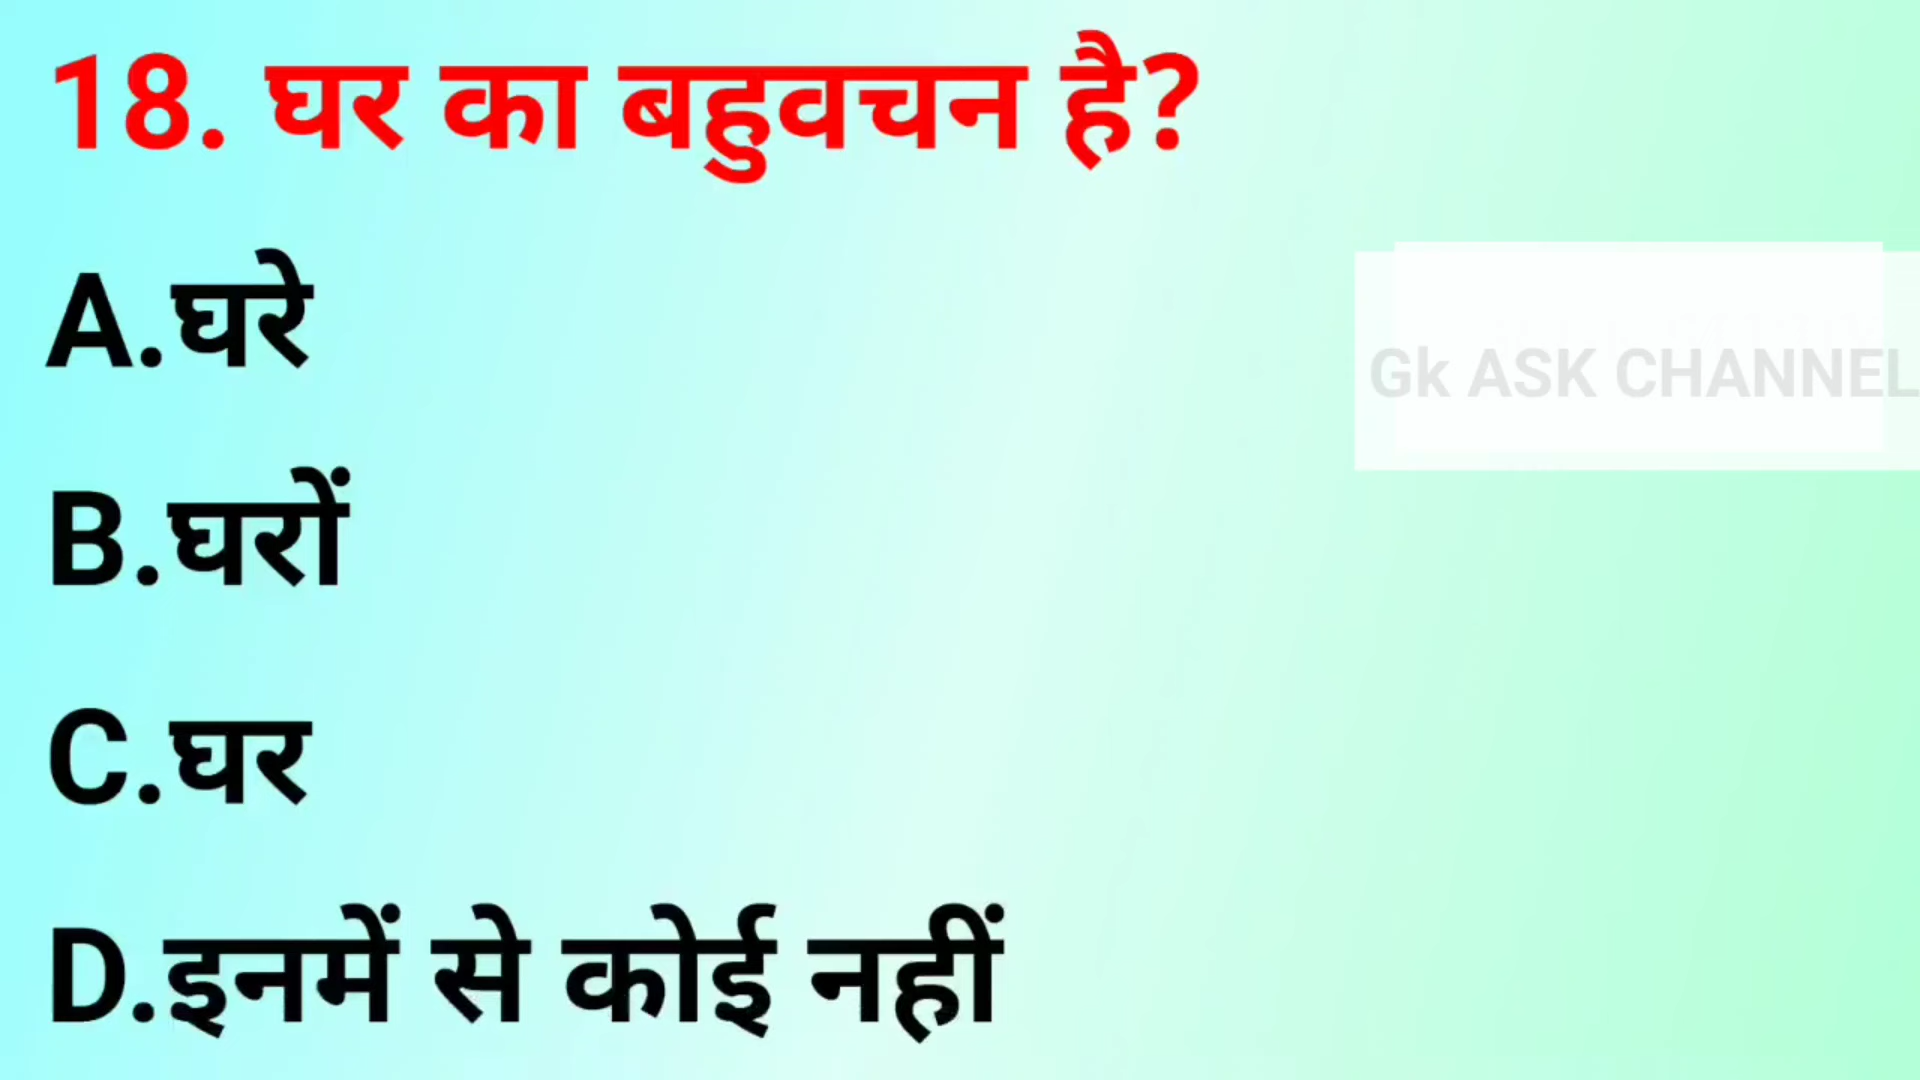 18. घर का बहुवचन है?
A.घरे
Gk ASK CHANNEL
B.घरों
C.घर
D.इनमें से कोई नहीं